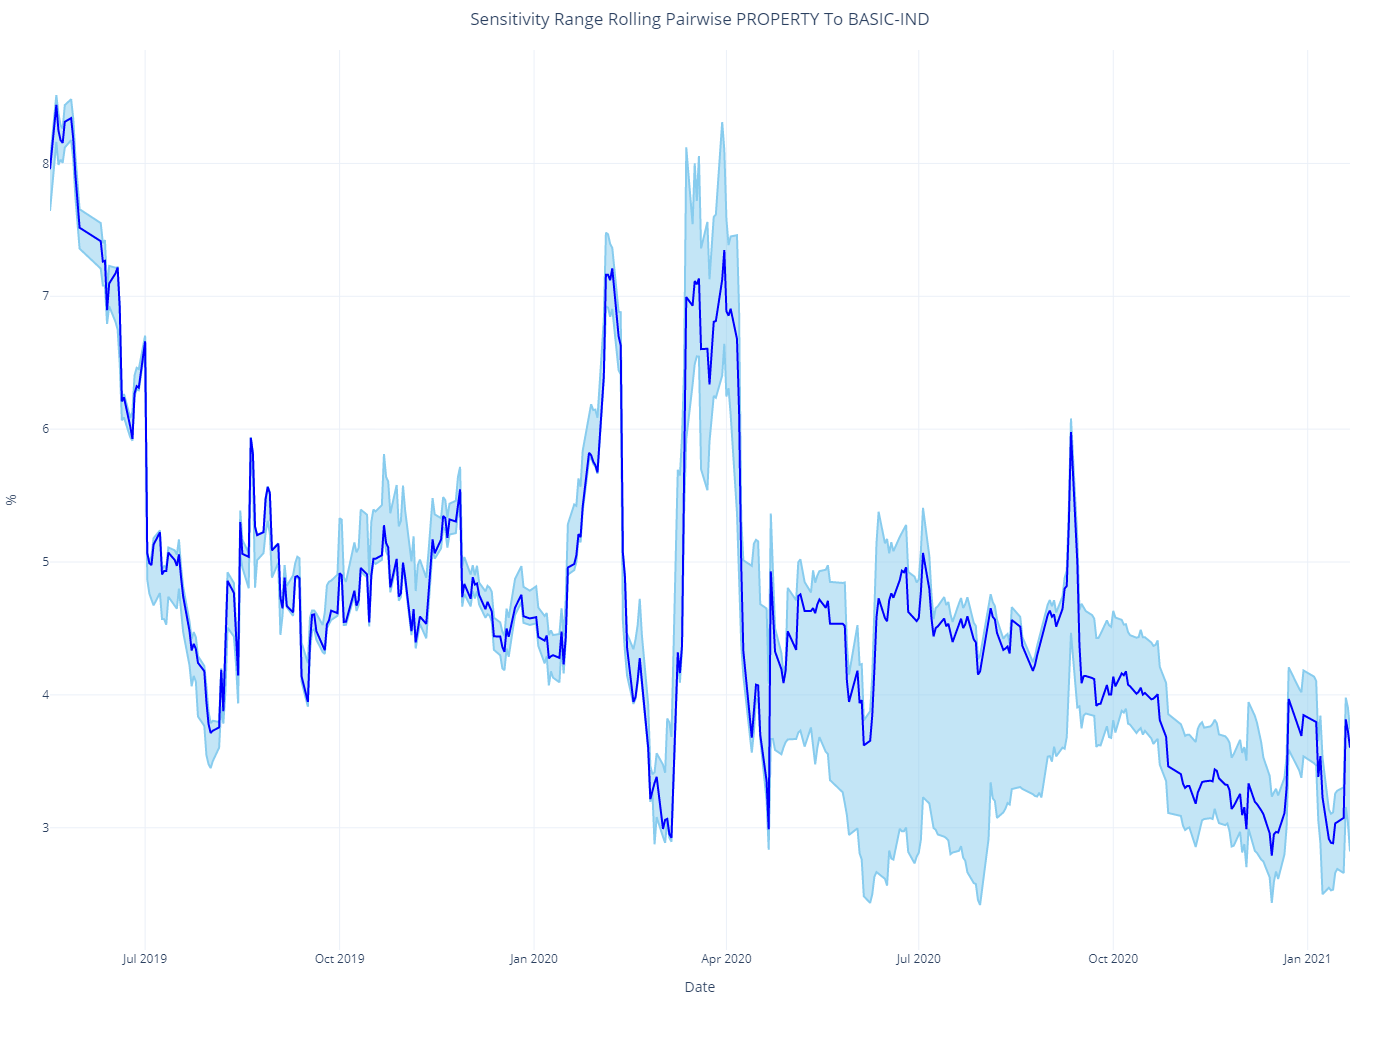 Sensitivity Range Rolling Pairwise PROPERTY To BASIC-IND
8
7
6
5
4
3
%
Jul 2019
Oct 2019
Jan 2020
Apr 2020
Jul 2020
Oct 2020
Jan 2021
Date